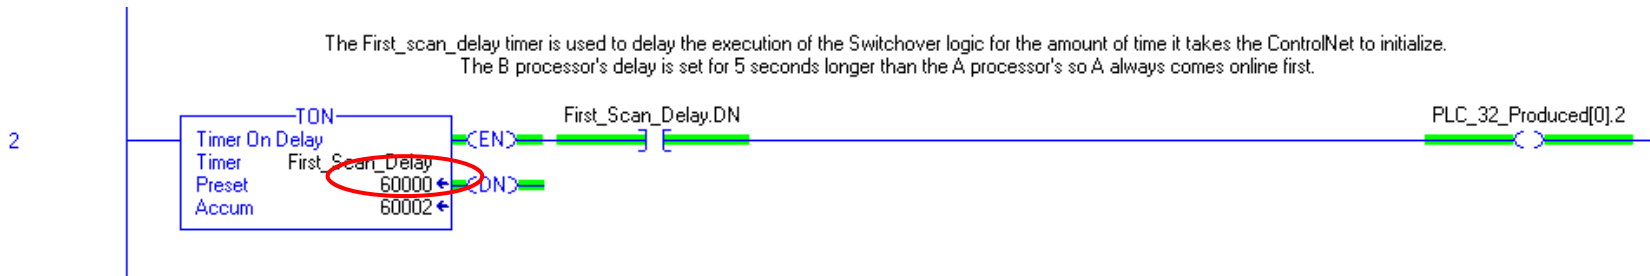 The First_scan_delay timer is used to delay the execution of the Switchover logic for the amount of time it takes the ControlNet to initialize.
The B processor's delay is set for 5 seconds longer than the A processor's so A always comes online first.
2
TON
Timer On Delay
Timer First_Scan_Delay
Preset 60000
Accum 60002
EN
DN
First_Scan_Delay.DN
PLC_32_Produced[0].2